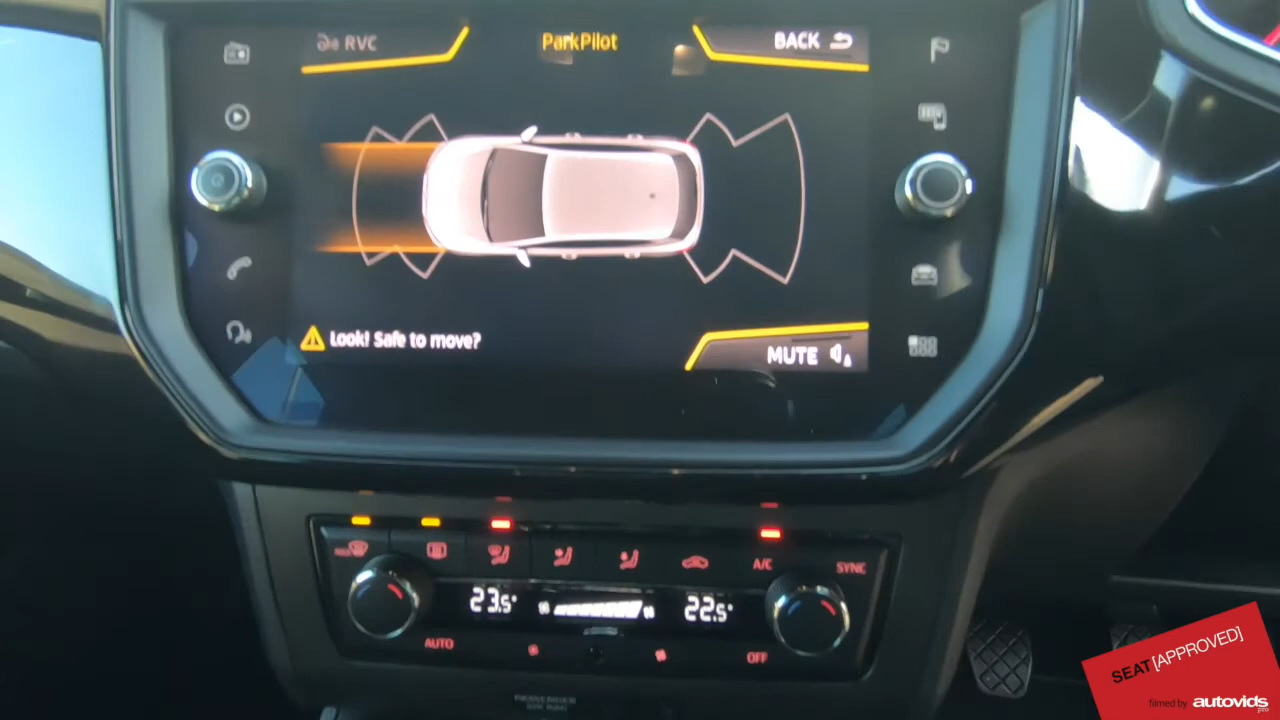 RVC
ParkPilot
BACK
Look! Safe to move?
MUTE
A/C
SYNC
23.5°
22.5°
AUTO
OFF
SEAT [APPROVED]
filmed by autovids